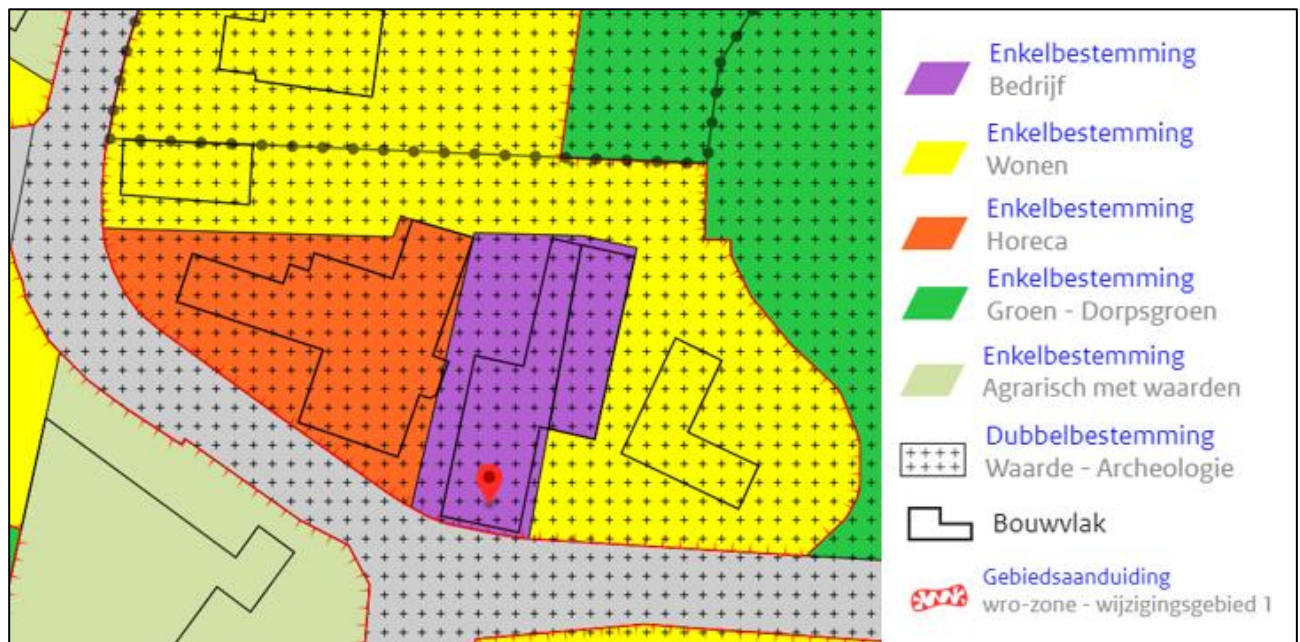 Enkelbestemming
Bedrijf
Enkelbestemming
Wonen
Enkelbestemming
Horeca
Enkelbestemming
Groen - Dorpsgroen
Enkelbestemming
Agrarisch met waarden
Dubbelbestemming
Waarde - Archeologie
Bouwvlak
Gebiedsaanduiding
wro-zone - wijzigingsgebied 1